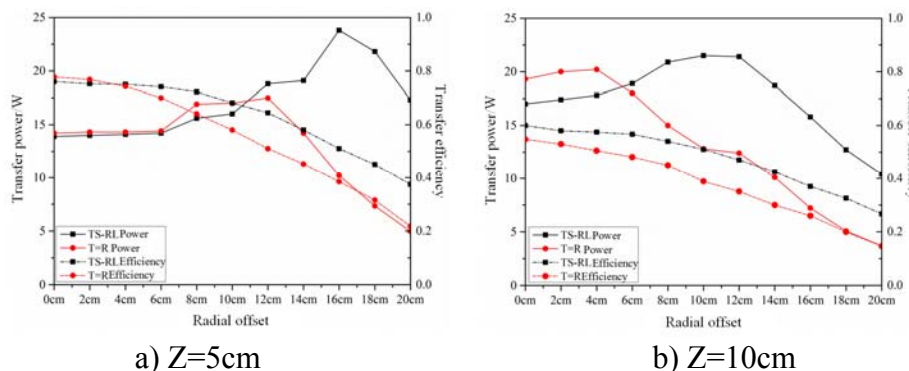 25
20
15
10
5
0
Transfer power/W
1.0
0.8
0.6
0.4
0.2
0.0
Transfer efficiency
TS-RLPower
T=R Power
TS-RLEfficiency
T=REfficiency
0cm 2cm 4cm 6cm 8cm 10cm 12cm 14cm 16cm 18cm 20cm
Radial offset
a) Z=5cm
25
20
15
10
5
0
Transfer power/W
1.0
0.8
0.6
0.4
0.2
0.0
TS-RLPower
T=R Power
TS-RLEfficiency
T=REfficiency
0cm 2cm 4cm 6cm 8cm 10cm 12cm 14cm 16cm 18cm 20cm
Radial offset
b) Z=10cm